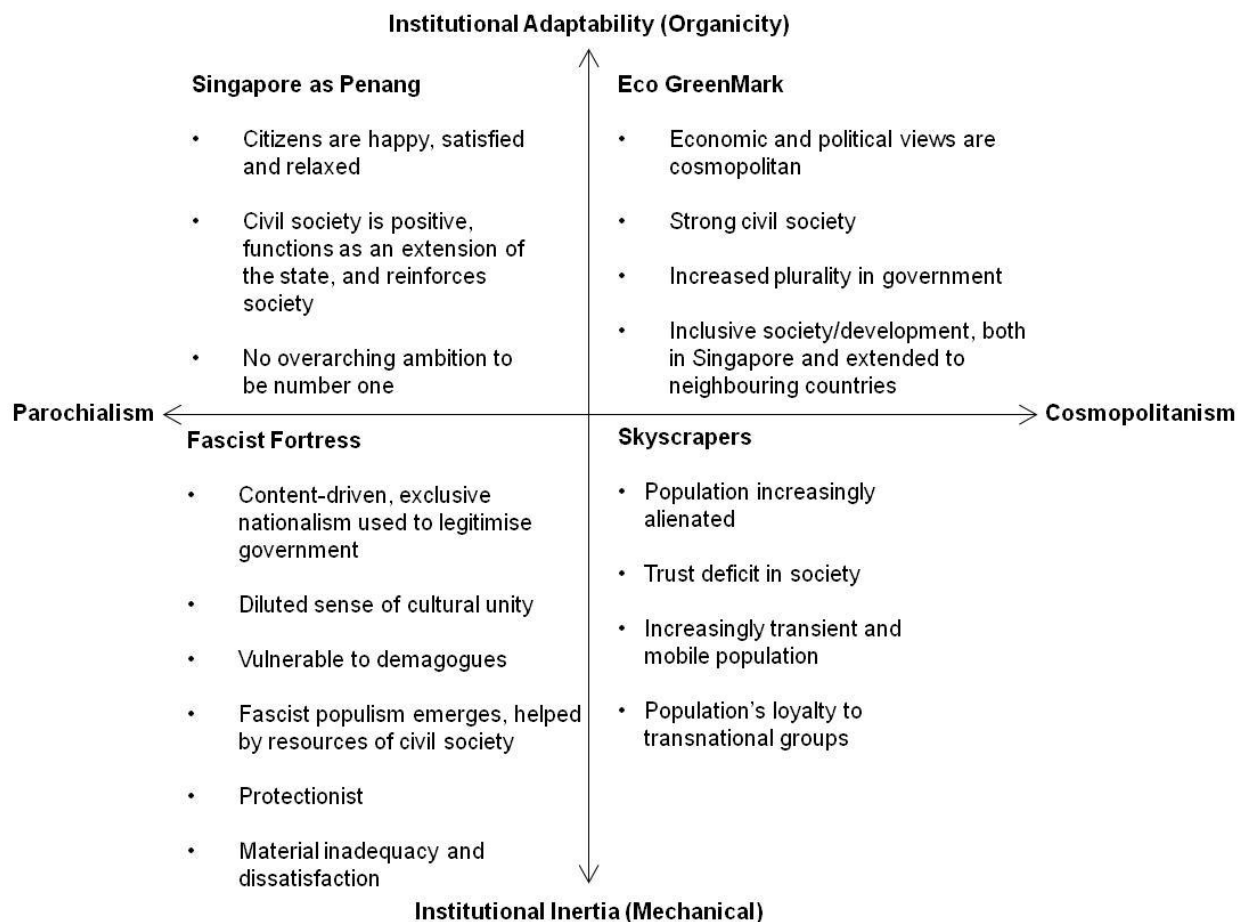 Institutional Adaptability (Organicity)
Singapore as Penang
• Citizens are happy, satisfied
and relaxed
• Civil society is positive,
functions as an extension of
the state, and reinforces
society
• No overarching ambition to
be number one
Eco GreenMark
• Economic and political views are
cosmopolitan
• Strong civil society
• Increased plurality in government
• Inclusive society/development, both
in Singapore and extended to
neighbouring countries
Parochialism
Cosmopolitanism
Fascist Fortress
• Content-driven, exclusive
nationalism used to legitimise
government
• Diluted sense of cultural unity
• Vulnerable to demagogues
• Fascist populism emerges, helped
by resources of civil society
• Protectionist
• Material inadequacy and
dissatisfaction
Skyscrapers
• Population increasingly
alienated
• Trust deficit in society
• Increasingly transient and
mobile population
• Population's loyalty to
transnational groups
Institutional Inertia (Mechanical)